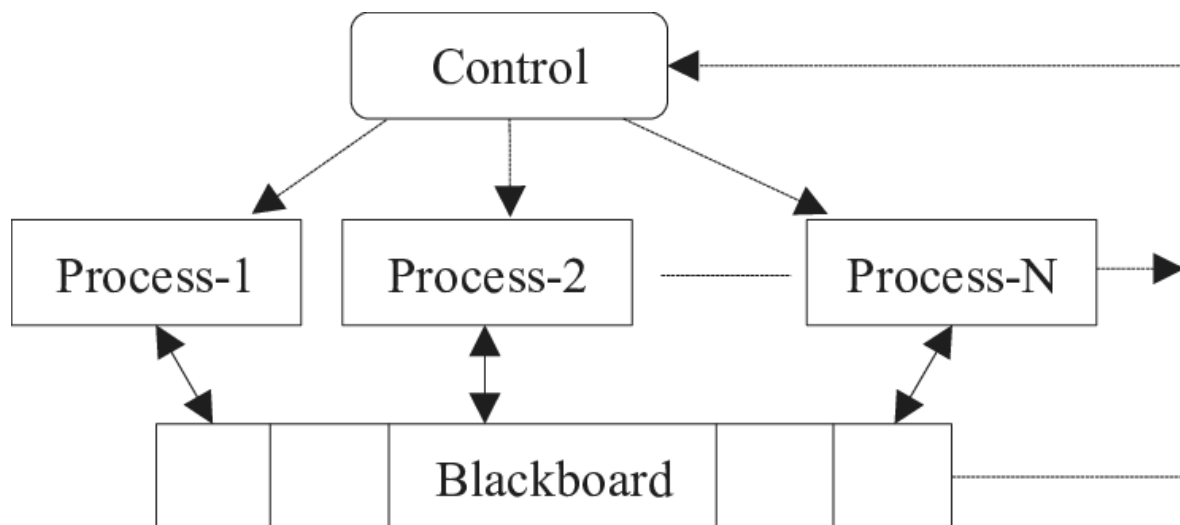 Control
Process-1
Process-2
Process-N
Blackboard